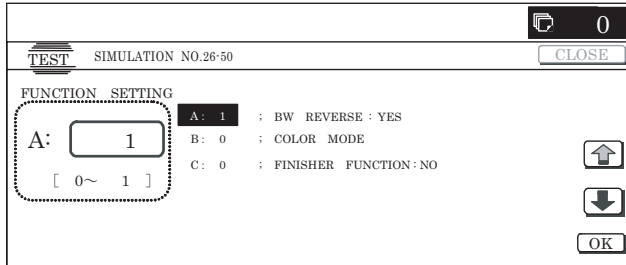 0
TEST SIMULATION NO.26-50 CLOSE
FUNCTION SETTING
A: 1 ; BW REVERSE : YES
A: 1 B: 0 ; COLOR MODE
C: 0 ; FINISHER FUNCTION : NO
[ 0~ 1 ]
OK